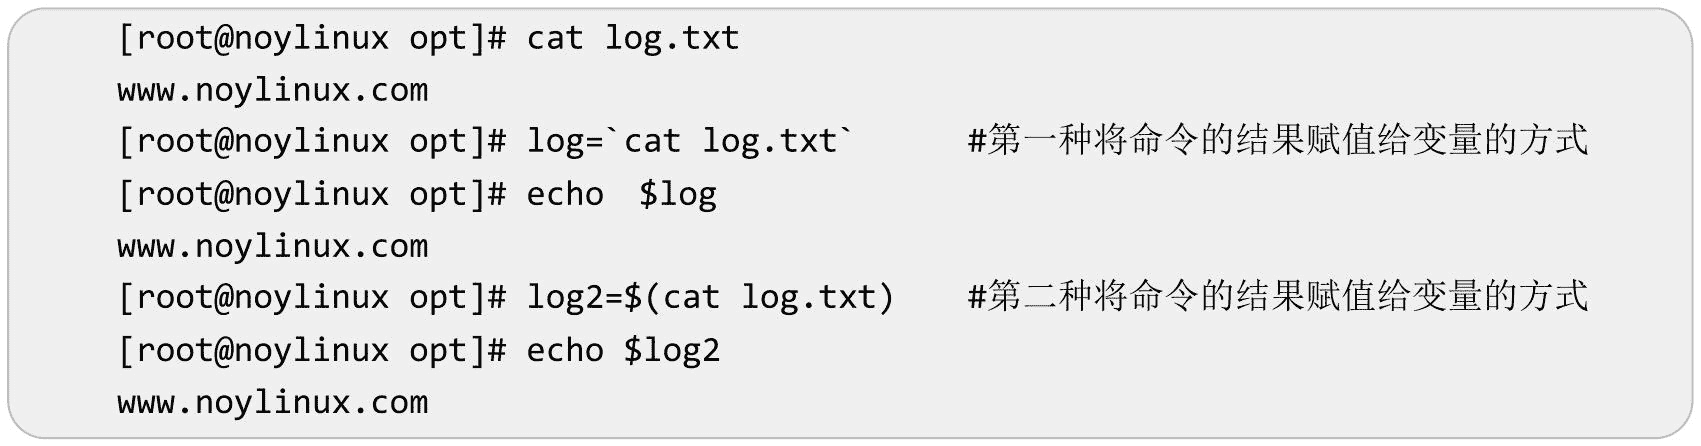 [root@noylinux opt]# cat log.txt
www.noylinux.com
[root@noylinux opt]# log=`cat log.txt`      #第一种将命令的结果赋值给变量的方式
[root@noylinux opt]# echo  $log
www.noylinux.com
[root@noylinux opt]# log2=$(cat log.txt)    #第二种将命令的结果赋值给变量的方式
[root@noylinux opt]# echo $log2
www.noylinux.com